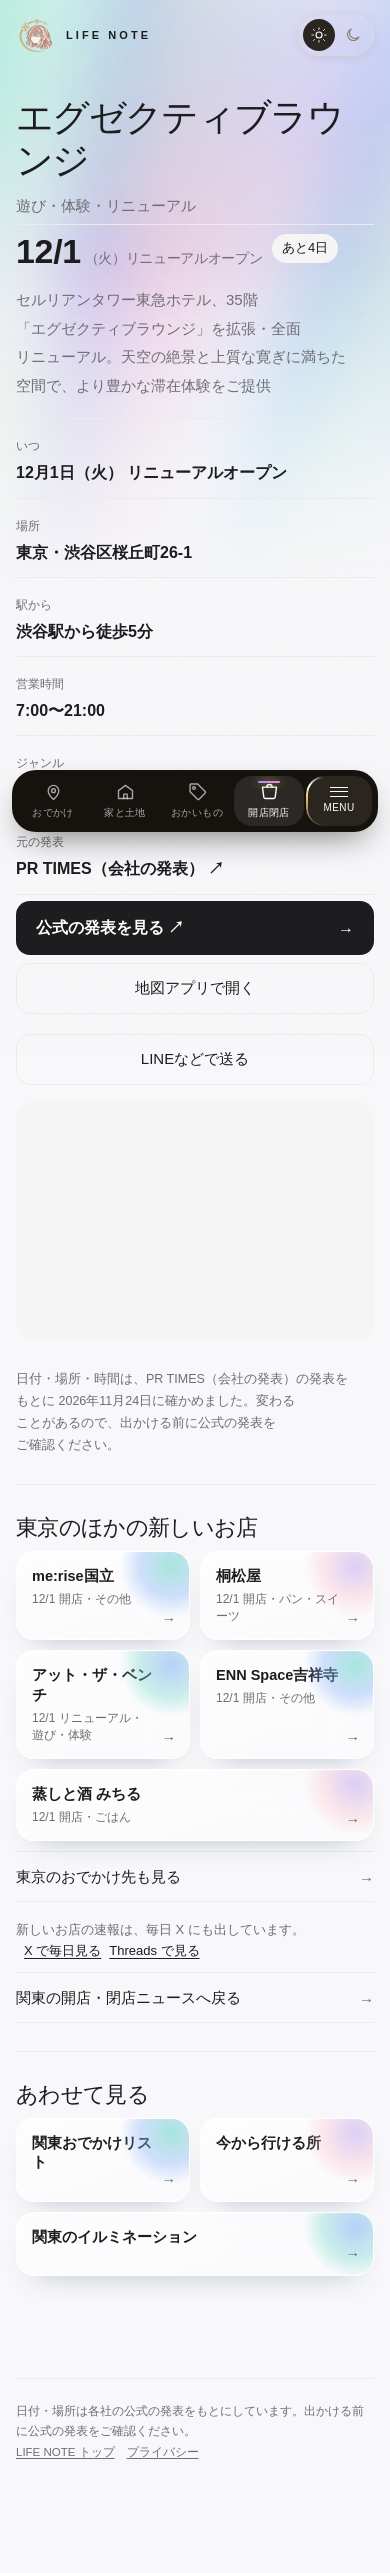 LIFE NOTE
エグゼクティブラウ
ンジ
遊び・体験・リニューアル
12/1 （火）リニューアルオープン あと4日
セルリアンタワー東急ホテル、35階
「エグゼクティブラウンジ」を拡張・全面
リニューアル。天空の絶景と上質な寛ぎに満ちた
空間で、より豊かな滞在体験をご提供
いつ
12月1日（火） リニューアルオープン
場所
東京・渋谷区桜丘町26-1
駅から
渋谷駅から徒歩5分
営業時間
7:00〜21:00
ジャンル
おでかけ 家と土地 おかいもの 開店閉店 MENU
元の発表
PR TIMES（会社の発表） ↗
公式の発表を見る ↗ →
地図アプリで開く
LINEなどで送る
日付・場所・時間は、PR TIMES（会社の発表）の発表を
もとに 2026年11月24日に確かめました。変わる
ことがあるので、出かける前に公式の発表を
ご確認ください。
東京のほかの新しいお店
me:rise国立
12/1 開店・その他
→
桐松屋
12/1 開店・パン・スイ
ーツ
→
アット・ザ・ベン
チ
12/1 リニューアル・
遊び・体験
→
ENN Space吉祥寺
12/1 開店・その他
→
蒸しと酒 みちる
12/1 開店・ごはん
→
東京のおでかけ先も見る →
新しいお店の速報は、毎日 X にも出しています。
X で毎日見る Threads で見る
関東の開店・閉店ニュースへ戻る →
あわせて見る
関東おでかけリス
ト
→
今から行ける所
→
関東のイルミネーション
→
日付・場所は各社の公式の発表をもとにしています。出かける前
に公式の発表をご確認ください。
LIFE NOTE トップ プライバシー